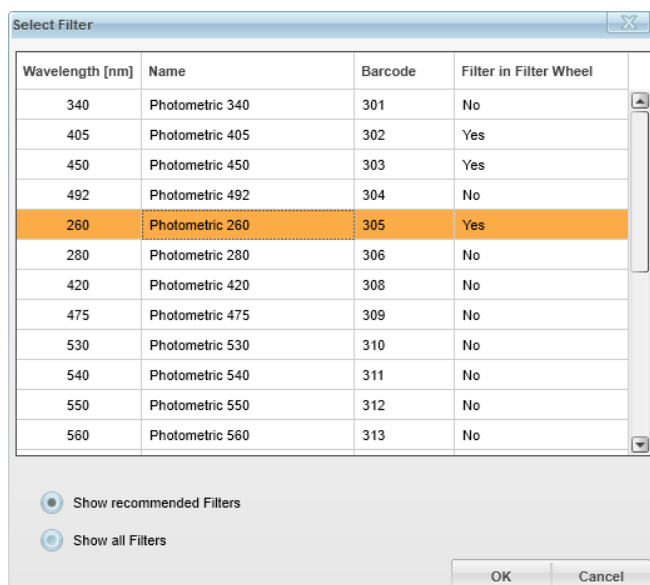 Select Filter
Wavelength [nm] Name Barcode Filter in Filter Wheel
340 Photometric 340 301 No
405 Photometric 405 302 Yes
450 Photometric 450 303 Yes
492 Photometric 492 304 No
260 Photometric 260 305 Yes
280 Photometric 280 306 No
420 Photometric 420 308 No
475 Photometric 475 309 No
530 Photometric 530 310 No
540 Photometric 540 311 No
550 Photometric 550 312 No
560 Photometric 560 313 No
Show recommended Filters
Show all Filters
OK Cancel